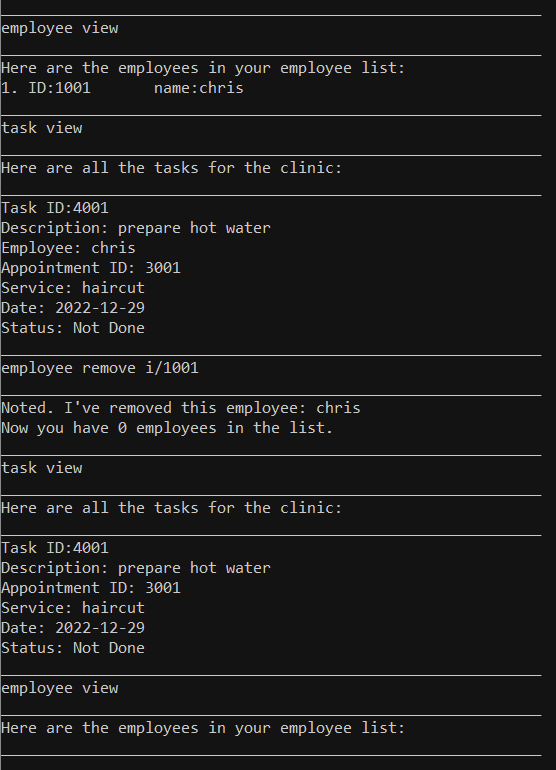 employee view
Here are the employees in your employee list:
1. ID:1001       name:chris
task view
Here are all the tasks for the clinic:
Task ID:4001
Description: prepare hot water
Employee: chris
Appointment ID: 3001
Service: haircut
Date: 2022-12-29
Status: Not Done
employee remove i/1001
Noted. I've removed this employee: chris
Now you have 0 employees in the list.
task view
Here are all the tasks for the clinic:
Task ID:4001
Description: prepare hot water
Appointment ID: 3001
Service: haircut
Date: 2022-12-29
Status: Not Done
employee view
Here are the employees in your employee list: